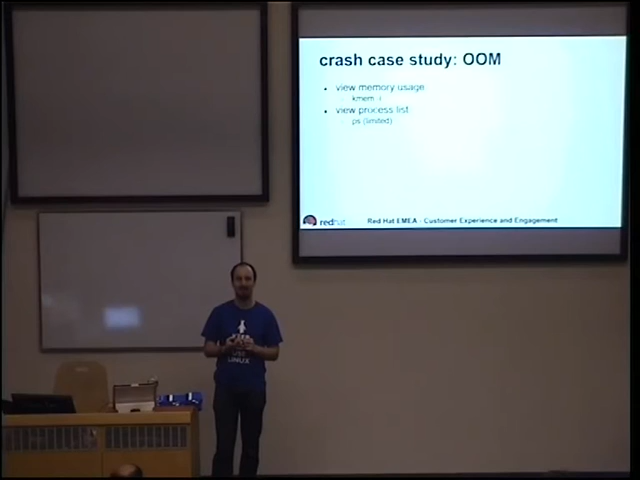 crash case study: OOM
• view memory usage
kmem -i
• view process list
ps (limited)
redhat
Red Hat EMEA - Customer Experience and Engagement
LINUX